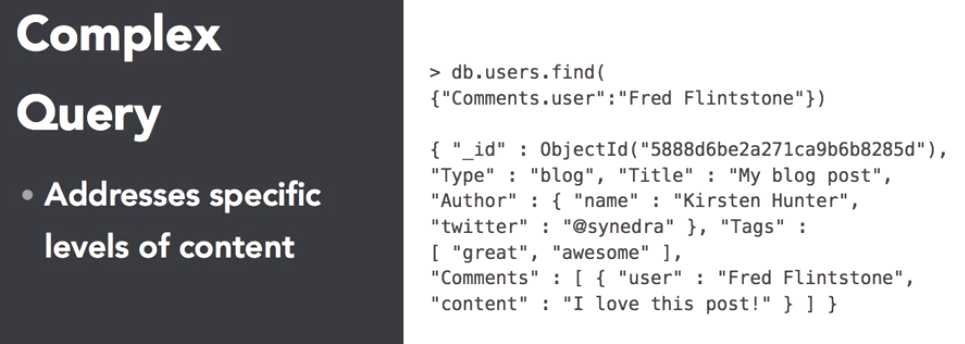 Complex
Query
• Addresses specific
levels of content
> db.users.find(
{"Comments.user":"Fred Flintstone"})
{ "_id" : ObjectId("5888d6be2a271ca9b6b8285d"),
"Type" : "blog", "Title" : "My blog post",
"Author" : { "name" : "Kirsten Hunter",
"twitter" : "@synedra" }, "Tags" :
[ "great", "awesome" ],
"Comments" : [ { "user" : "Fred Flintstone",
"content" : "I love this post!" } ] }